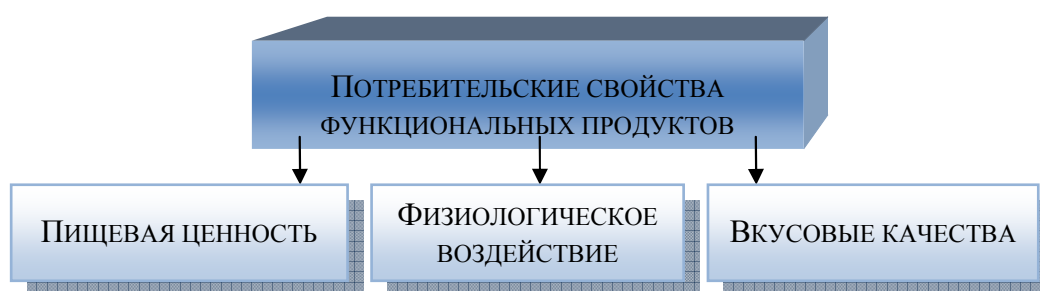 Потребительские свойства
функциональных продуктов
Пищевая ценность
Физиологическое
воздействие
Вкусовые качества